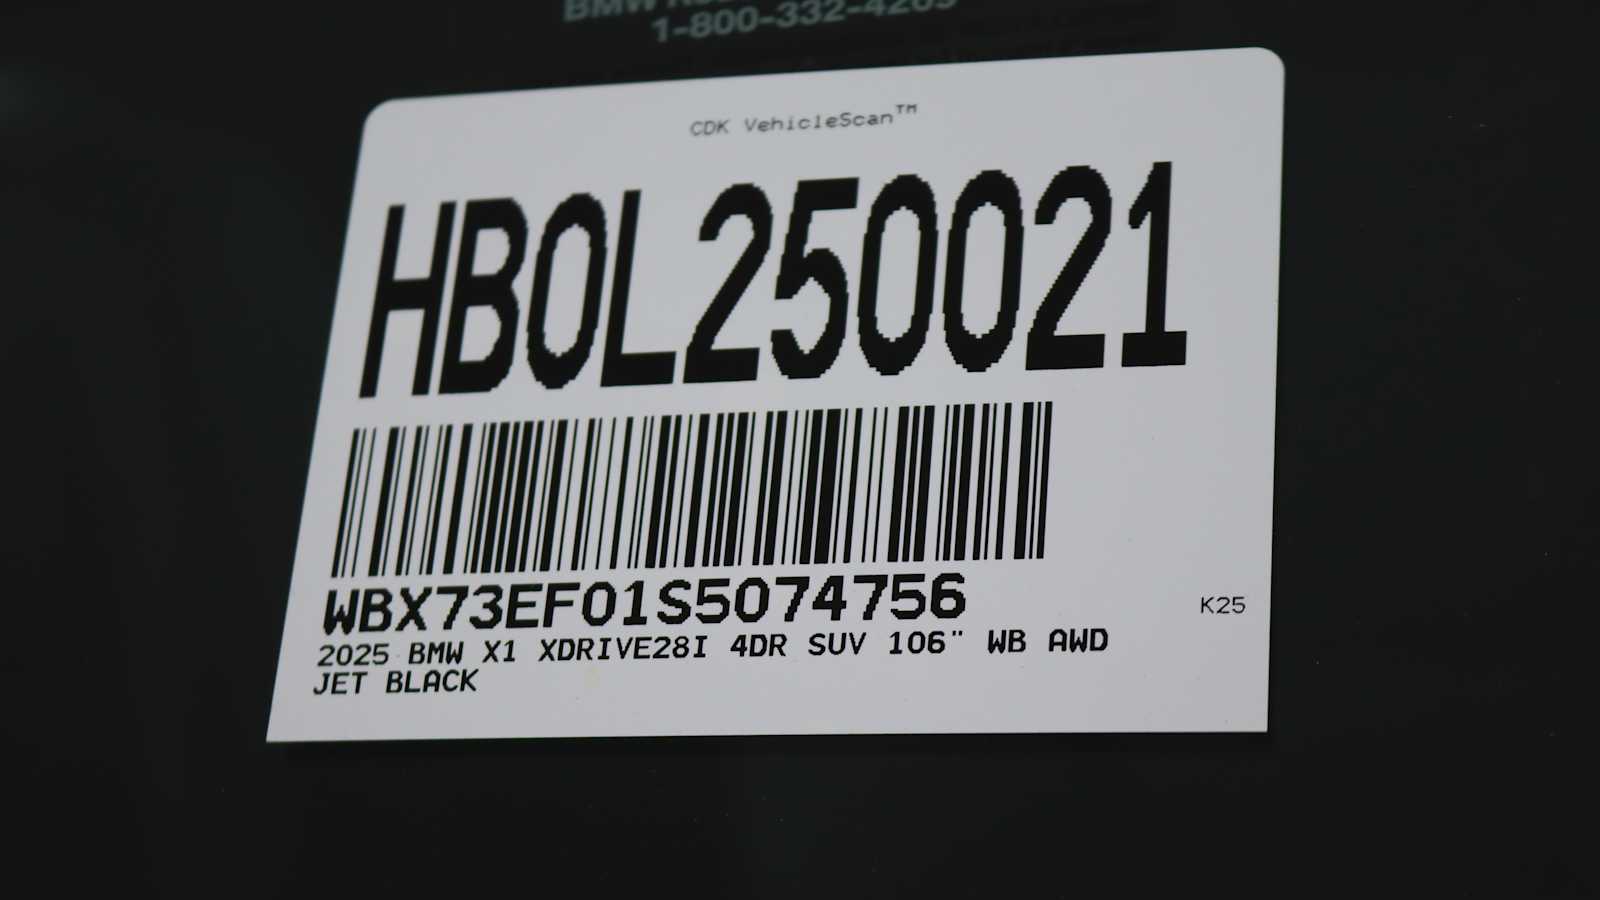 BMW
1-800-332-4269
CDK VehicleScan™
HBOL250021
WBX73EF01S5074756
K25
2025 BMW X1 XDRIVE28I 4DR SUV 106" WB AWD
JET BLACK